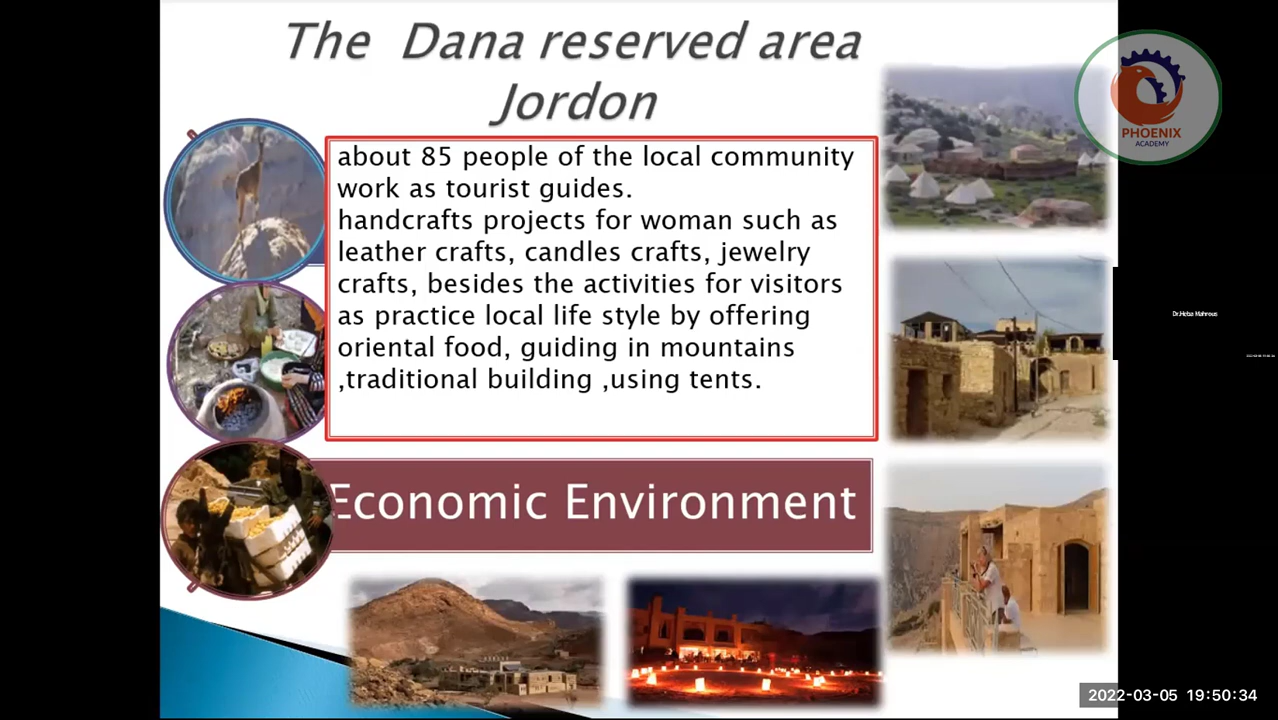 The Dana reserved area
Jordon
PHOENIX
ACADEMY
about 85 people of the local community
work as tourist guides.
handcrafts projects for woman such as
leather crafts, candles crafts, jewelry
crafts, besides the activities for visitors
as practice local life style by offering
oriental food, guiding in mountains
,traditional building ,using tents.
Dr.Heba Mahrous
Economic Environment
2022-03-05 19:50:34